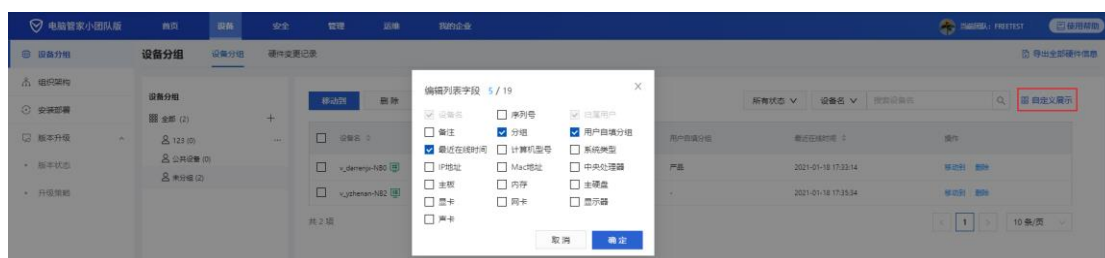 电脑管家小团队版 首页 设备 安全 管理 运维 我的企业 当前团队：FREETEST 使用帮助
设备分组 设备分组 设备分组 硬件变更记录 导出全部硬件信息
组织架构
安装部署
版本升级
版本状态
升级策略
设备分组
全部 (2)
123 (0)
公共设备 (0)
未分组 (2)
移动到 删除 所有状态 设备名 搜索设备名 自定义展示
设备名 用户自填分组 最近在线时间 操作
产品 2021-01-18 17:33:14 移动到 删除
v_yzhenan-NB2 - 2021-01-18 17:35:34 移动到 删除
共 2 项 1 10 条/页
编辑列表字段 5 / 19
设备名 序列号 归属用户
备注 分组 用户自填分组
最近在线时间 计算机型号 系统类型
IP地址 Mac地址 中央处理器
主板 内存 主硬盘
显卡 网卡 显示器
声卡
取消 确定